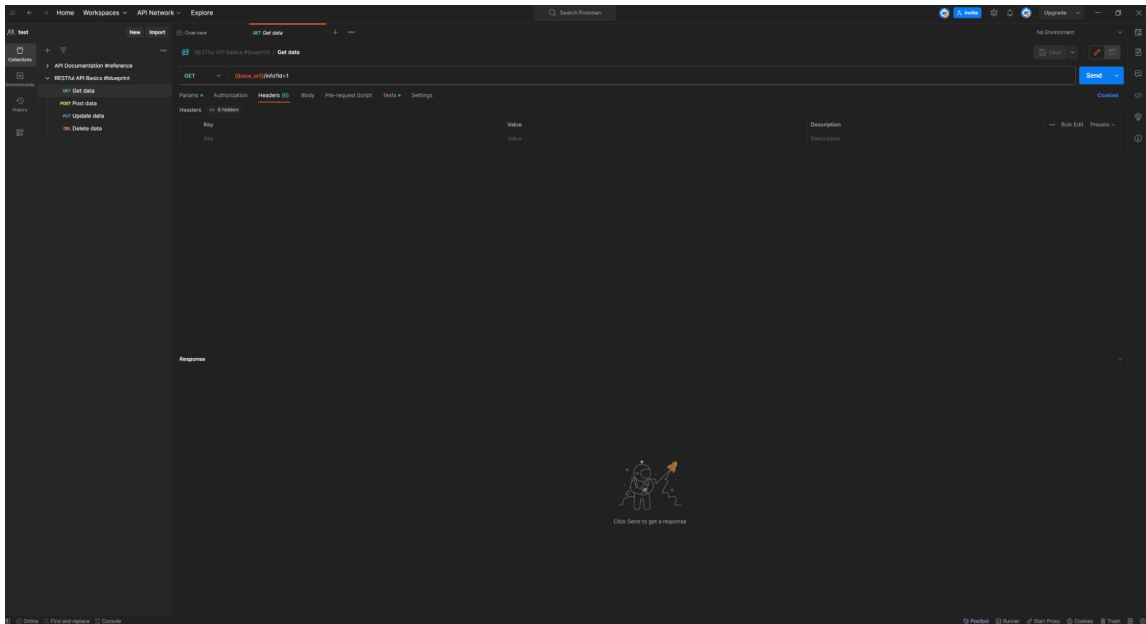 Home Workspaces API Network Explore Search Postman Invite Upgrade
test New Import Overview GET Get data No Environment
Collections
Environments
History
API Documentation #reference
RESTful API Basics #blueprint
GET Get data
POST Post data
PUT Update data
DEL Delete data
RESTful API Basics #blueprint / Get data Save
GET {{base_url}}/info?id=1 Send
Params Authorization Headers (6) Body Pre-request Script Tests Settings Cookies
Headers 6 hidden
Key Value Description Bulk Edit Presets
Key Value Description
Response
Click Send to get a response
Online Find and replace Console Postbot Runner Start Proxy Cookies Trash